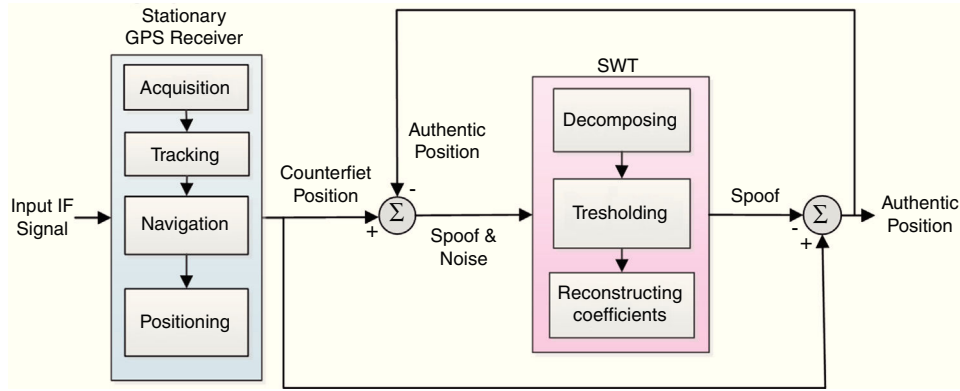 Stationary
GPS Receiver
Acquisition
Tracking
Navigation
Positioning
Input IF
Signal
Counterfiet
Position
+
Σ
-
Authentic
Position
Spoof &
Noise
SWT
Decomposing
Tresholding
Reconstructing
coefficients
Spoof
-
+
Σ
Authentic
Position